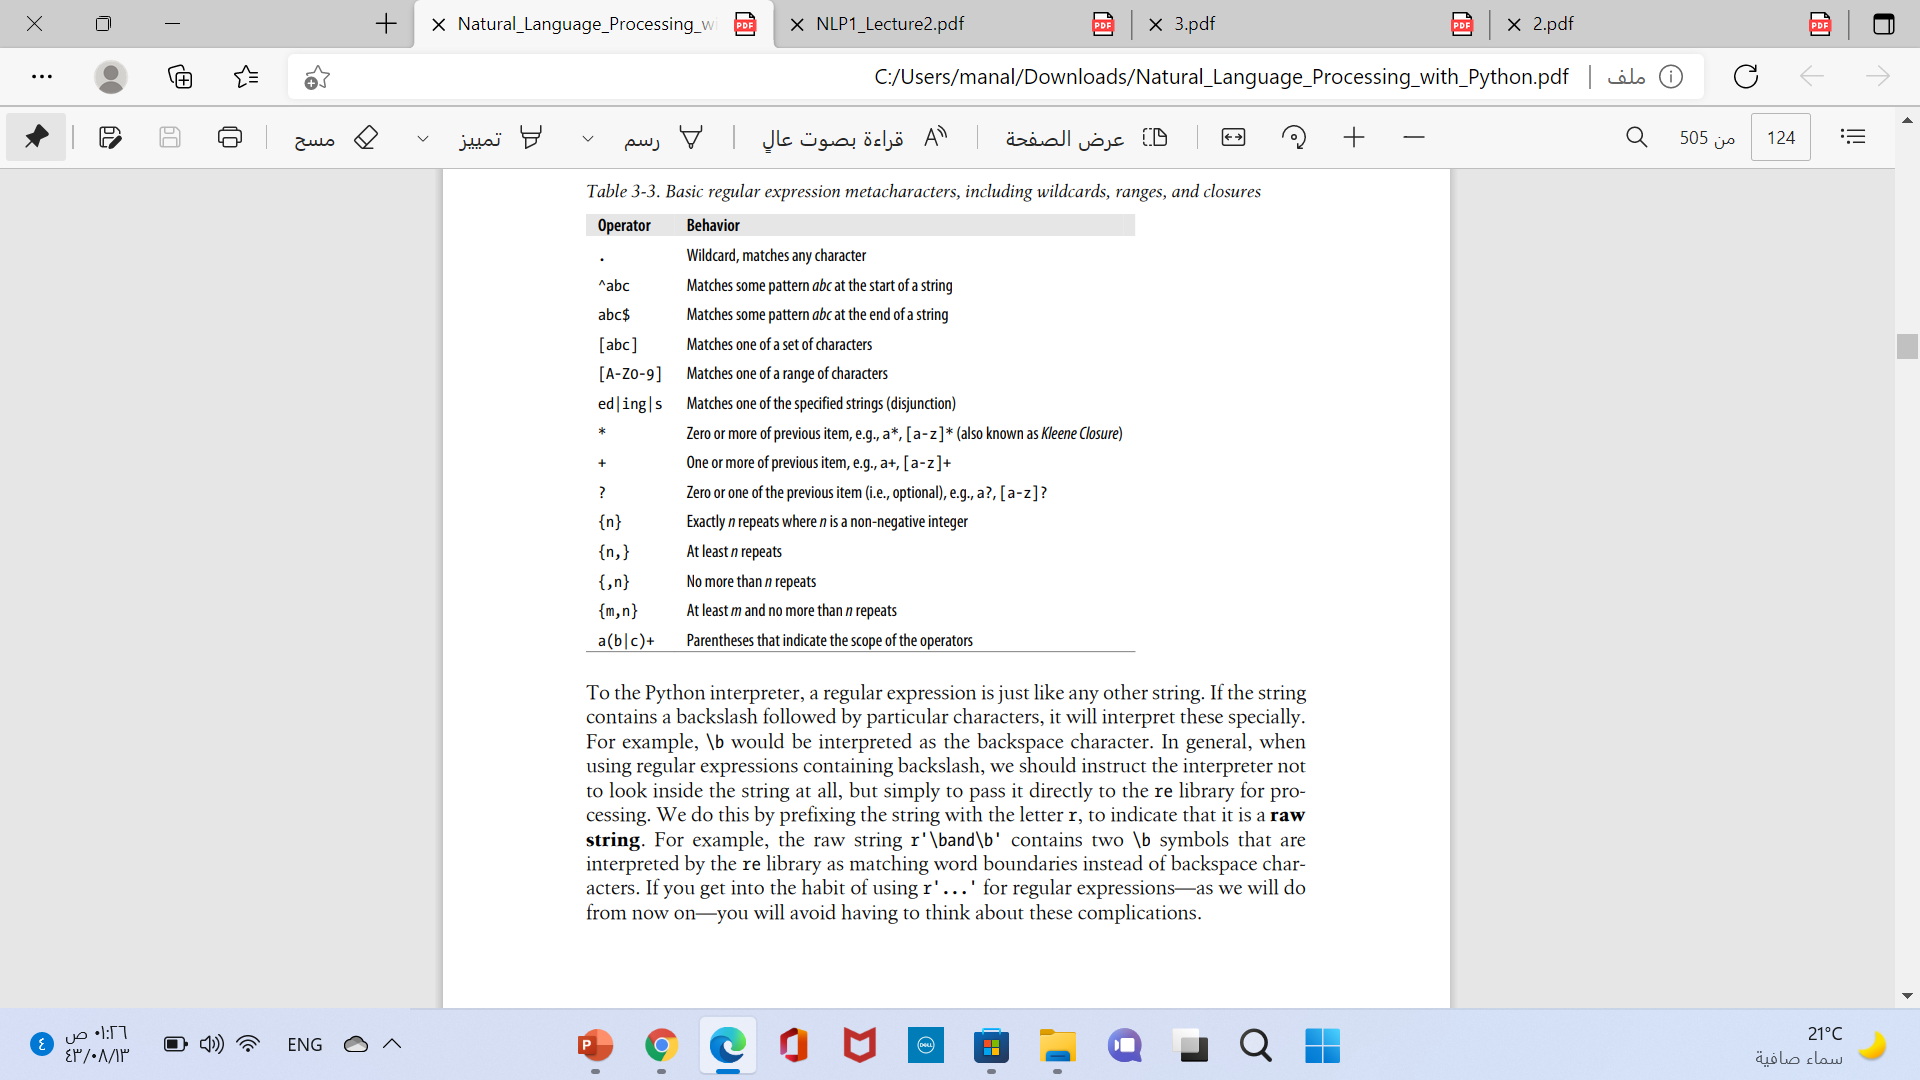 Natural_Language_Processing_w
NLP1_Lecture2.pdf
3.pdf
2.pdf
C:/Users/manal/Downloads/Natural_Language_Processing_with_Python.pdf
ملف
مسح
تمييز
رسم
قراءة بصوت عالٍ
عرض الصفحة
من 505
124
Table 3-3. Basic regular expression metacharacters, including wildcards, ranges, and closures
Operator Behavior
. Wildcard, matches any character
^abc Matches some pattern abc at the start of a string
abc$ Matches some pattern abc at the end of a string
[abc] Matches one of a set of characters
[A-Z0-9] Matches one of a range of characters
ed|ing|s Matches one of the specified strings (disjunction)
* Zero or more of previous item, e.g., a*, [a-z]* (also known as Kleene Closure)
+ One or more of previous item, e.g., a+, [a-z]+
? Zero or one of the previous item (i.e., optional), e.g., a?, [a-z]?
{n} Exactly n repeats where n is a non-negative integer
{n,} At least n repeats
{,n} No more than n repeats
{m,n} At least m and no more than n repeats
a(b|c)+ Parentheses that indicate the scope of the operators
To the Python interpreter, a regular expression is just like any other string. If the string
contains a backslash followed by particular characters, it will interpret these specially.
For example, \b would be interpreted as the backspace character. In general, when
using regular expressions containing backslash, we should instruct the interpreter not
to look inside the string at all, but simply to pass it directly to the re library for pro-
cessing. We do this by prefixing the string with the letter r, to indicate that it is a raw
string. For example, the raw string r'\band\b' contains two \b symbols that are
interpreted by the re library as matching word boundaries instead of backspace char-
acters. If you get into the habit of using r'...' for regular expressions—as we will do
from now on—you will avoid having to think about these complications.
٤
٠١:٢٦ ص
٤٣/٠٨/١٣
ENG
21°C
سماء صافية